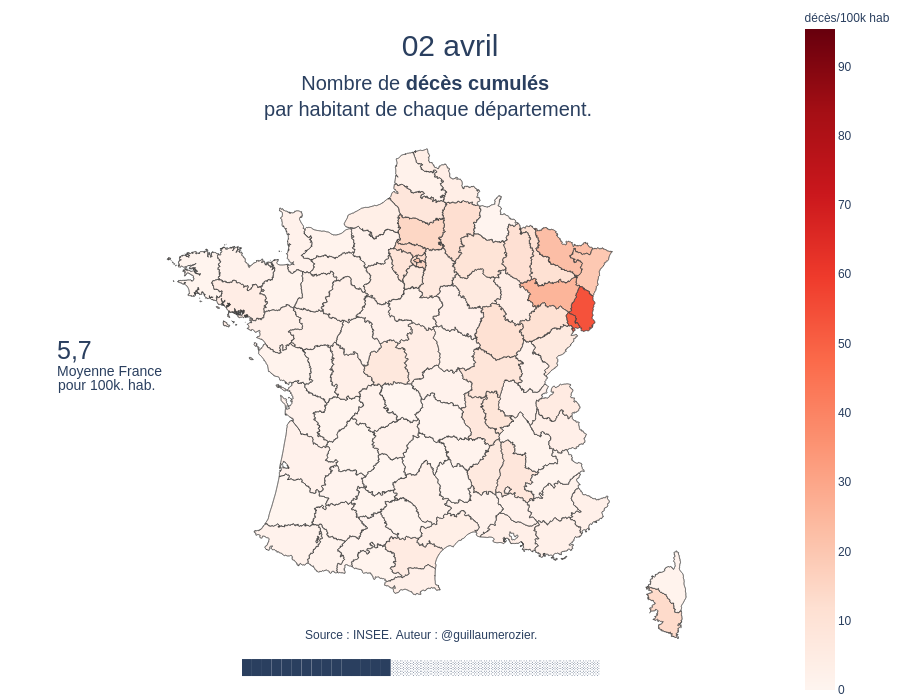 décès/100k hab
02 avril
Nombre de décès cumulés
par habitant de chaque département.
90
80
70
60
50
40
30
20
10
0
5,7
Moyenne France
pour 100k. hab.
Source : INSEE. Auteur : @guillaumerozier.